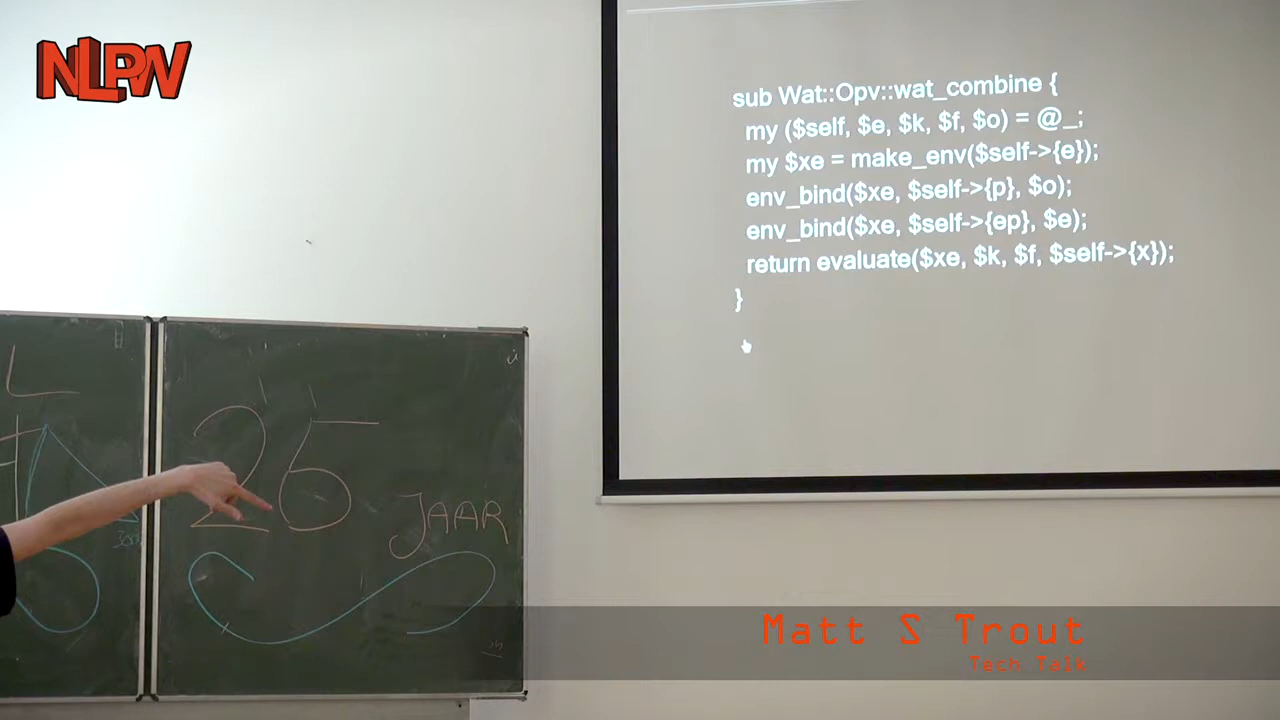 NLPW
sub Wat::Opv::wat_combine {
my ($self, $e, $k, $f, $o) = @_;
my $xe = make_env($self->{e});
env_bind($xe, $self->{p}, $o);
env_bind($xe, $self->{ep}, $e);
return evaluate($xe, $k, $f, $self->{x});
}
L
25
JAAR
Matt S Trout
Tech Talk